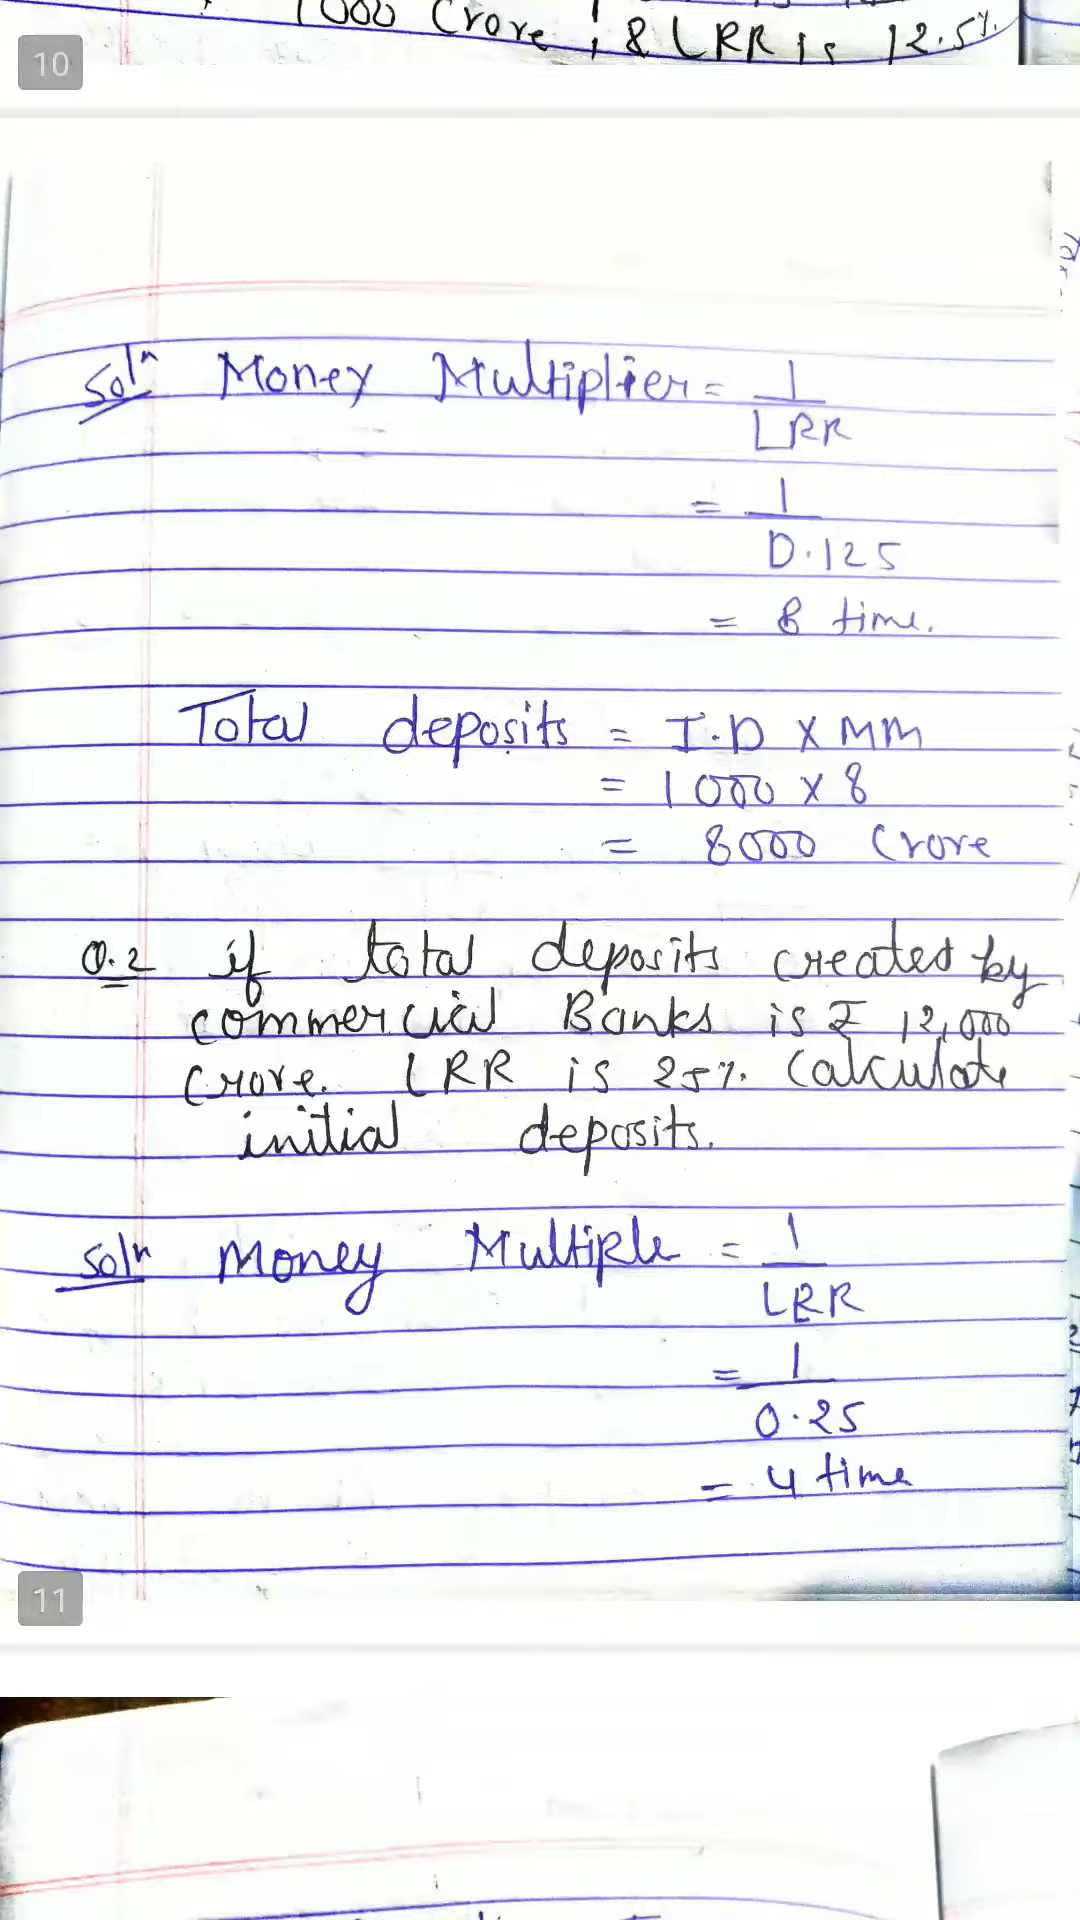 1000 Crore, & LRR is 12.5%.
10
Soln Money Multiplier = 1
LRR
= 1
0.125
= 8 time.
Total deposits = I.D X MM
= 1000 X 8
= 8000 Crore
Q.2 if total deposits created by
commercial Banks is ₹ 12,000
Crore. LRR is 25%. Calculate
initial deposits.
Soln Money Multiple = 1
LRR
= 1
0.25
= 4 time
11